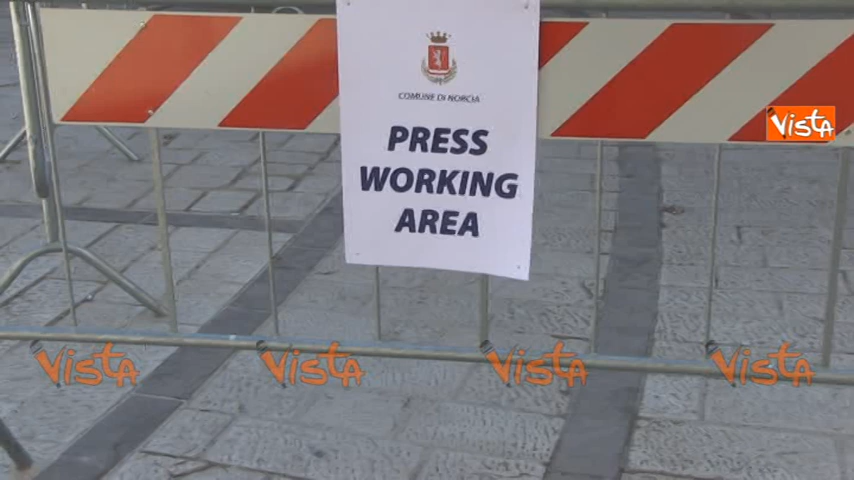 COMUNE DI NORCIA
PRESS
WORKING
AREA
Vista
Vista Vista Vista Vista